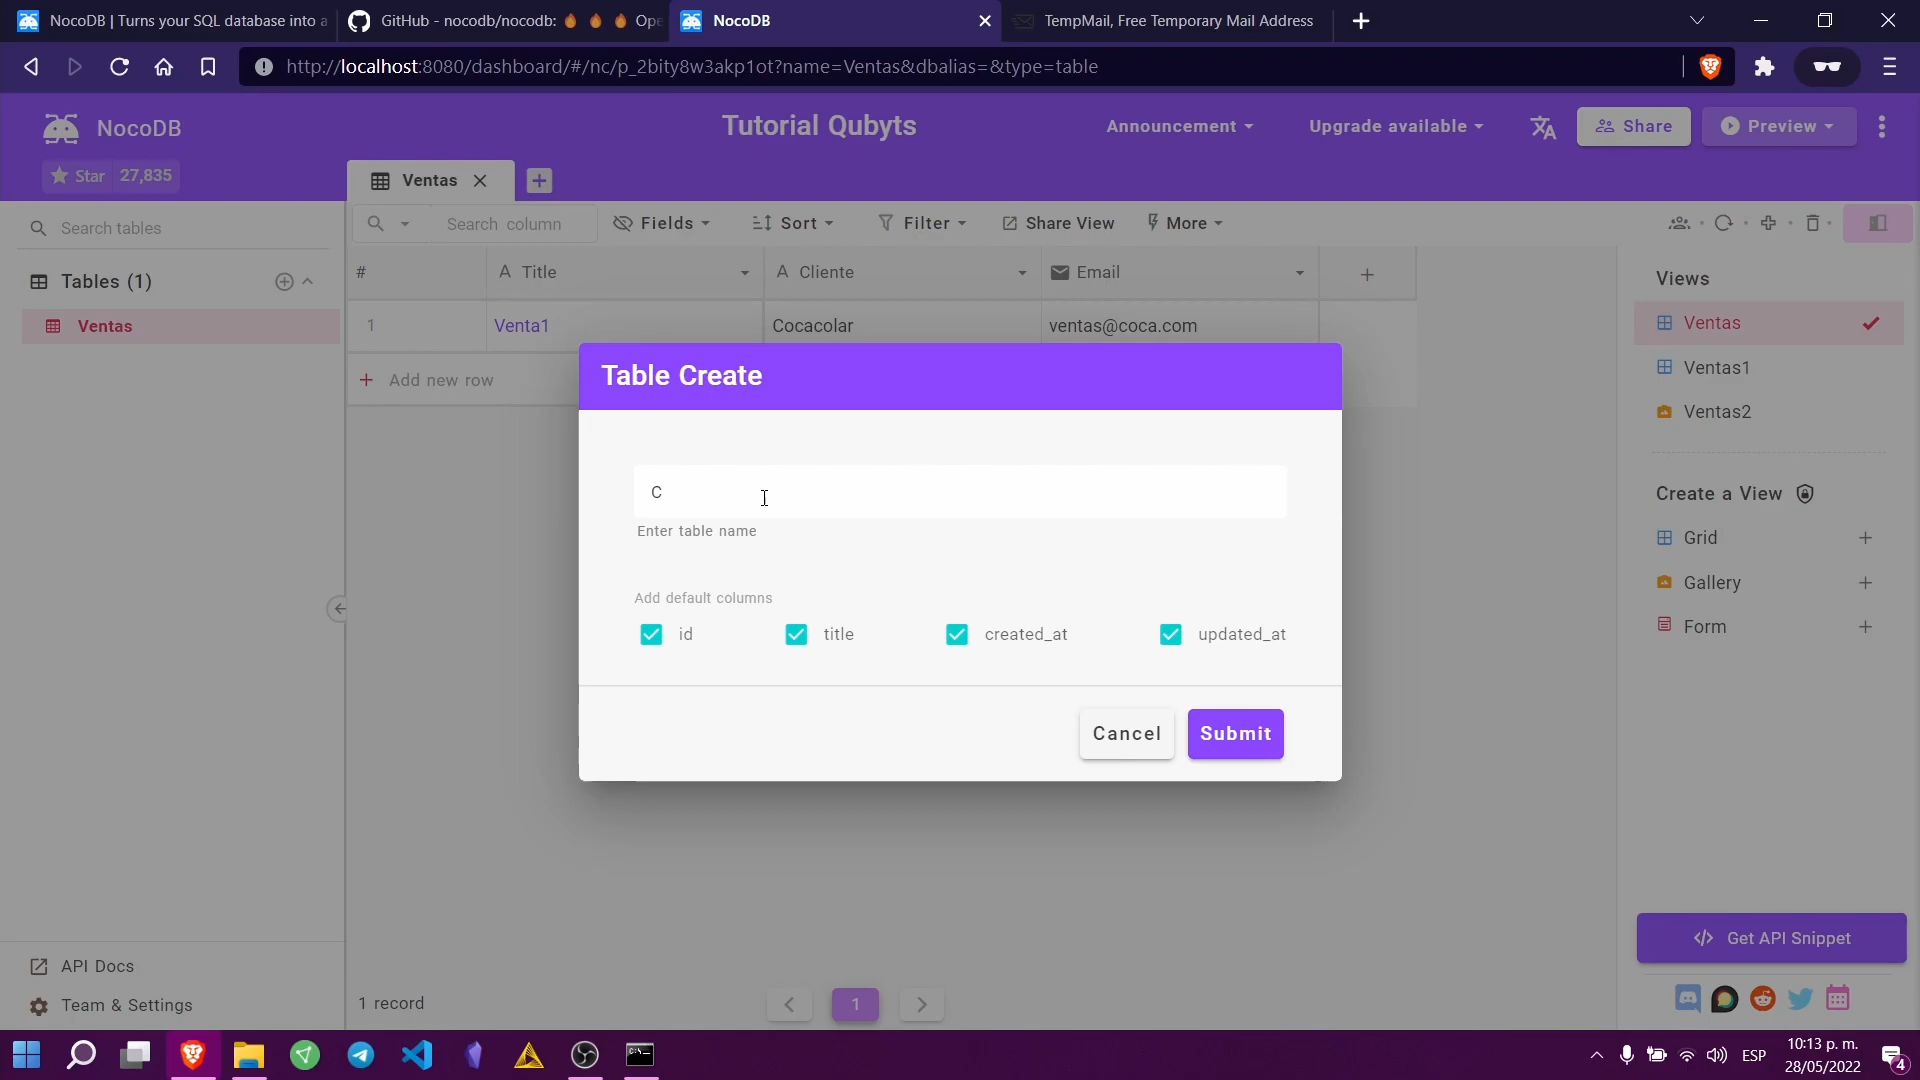 NocoDB | Turns your SQL database into a
GitHub - nocodb/nocodb: 🔥 🔥 🔥 Ope
NocoDB
TempMail, Free Temporary Mail Address
http://localhost:8080/dashboard/#/nc/p_2bity8w3akp1ot?name=Ventas&dbalias=&type=table
NocoDB
Tutorial Qubyts
Announcement
Upgrade available
Share
Preview
Star 27,835
Ventas
Search tables
Search column
Fields
Sort
Filter
Share View
More
Tables (1)
# Title Cliente Email
Views
Ventas
1 Venta1 Cocacolar ventas@coca.com
Ventas
Ventas1
Add new row
Ventas2
Table Create
C
Enter table name
Add default columns
id title created_at updated_at
Cancel Submit
Create a View
Grid
Gallery
Form
Get API Snippet
API Docs
Team & Settings
1 record
1
ESP
10:13 p. m.
28/05/2022
4